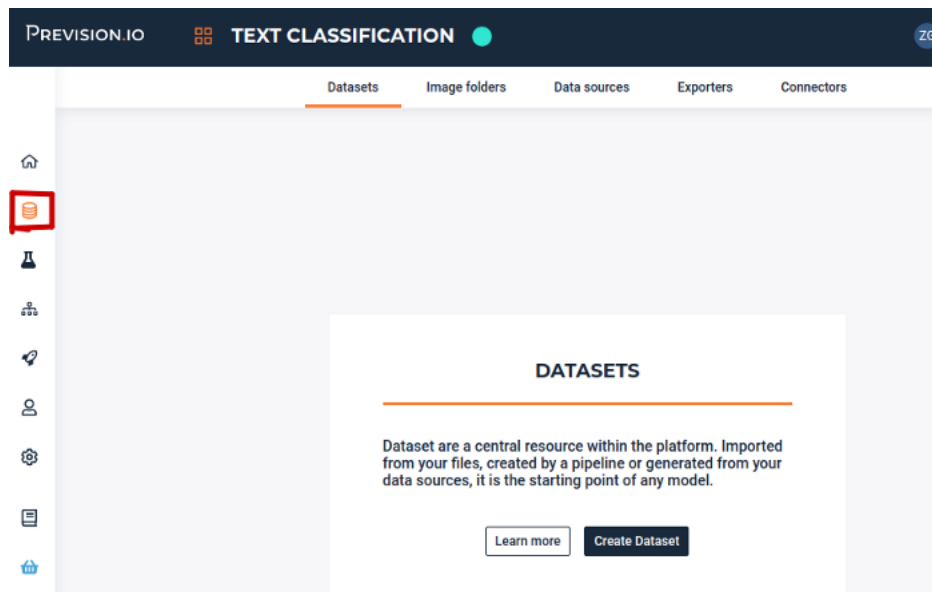 PREVISION.IO
TEXT CLASSIFICATION
ZG
Datasets Image folders Data sources Exporters Connectors
DATASETS
Dataset are a central resource within the platform. Imported
from your files, created by a pipeline or generated from your
data sources, it is the starting point of any model.
Learn more Create Dataset